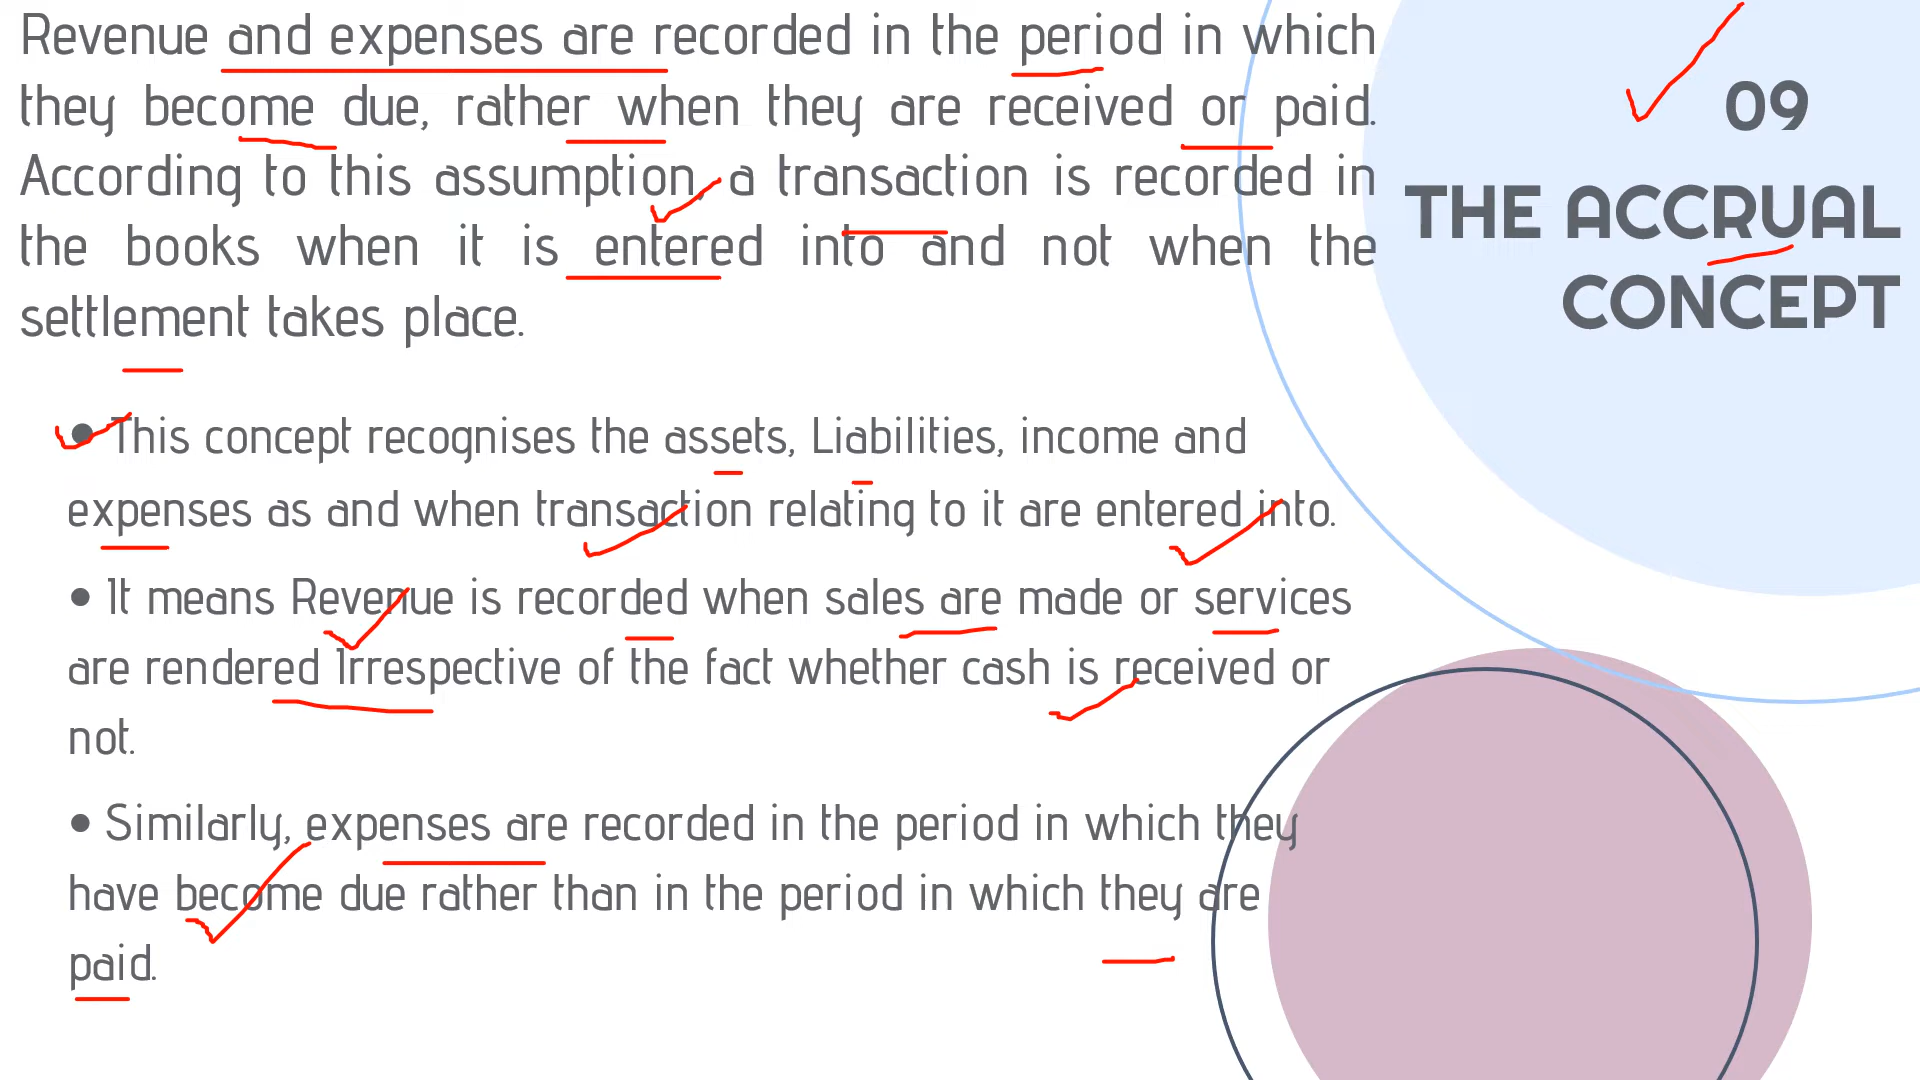 Revenue and expenses are recorded in the period in which
they become due, rather when they are received or paid.
According to this assumption, a transaction is recorded in
the books when it is entered into and not when the
settlement takes place.
• This concept recognises the assets, Liabilities, income and
expenses as and when transaction relating to it are entered into.
• It means Revenue is recorded when sales are made or services
are rendered Irrespective of the fact whether cash is received or
not.
• Similarly, expenses are recorded in the period in which they
have become due rather than in the period in which they are
paid.
09
THE ACCRUAL
CONCEPT